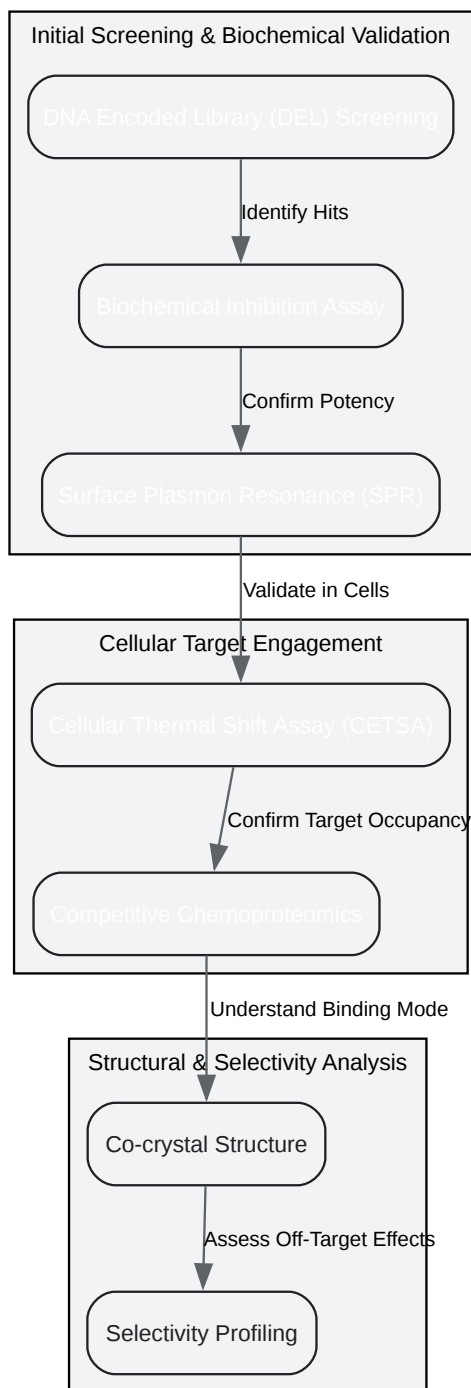 Initial Screening & Biochemical Validation
DNA Encoded Library (DEL) Screening
Identify Hits
Biochemical Inhibition Assay
Confirm Potency
Surface Plasmon Resonance (SPR)
Validate in Cells
Cellular Target Engagement
Cellular Thermal Shift Assay (CETSA)
Confirm Target Occupancy
Competitive Chemoproteomics
Understand Binding Mode
Structural & Selectivity Analysis
Co-crystal Structure
Assess Off-Target Effects
Selectivity Profiling